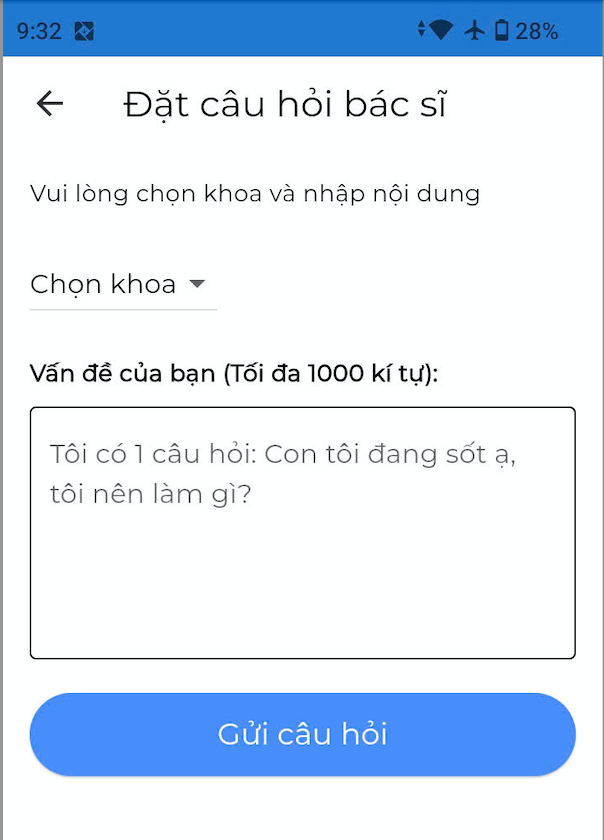 9:32 28%
Đặt câu hỏi bác sĩ
Vui lòng chọn khoa và nhập nội dung
Chọn khoa
Vấn đề của bạn (Tối đa 1000 kí tự):
Tôi có 1 câu hỏi: Con tôi đang sốt ạ,
tôi nên làm gì?
Gửi câu hỏi